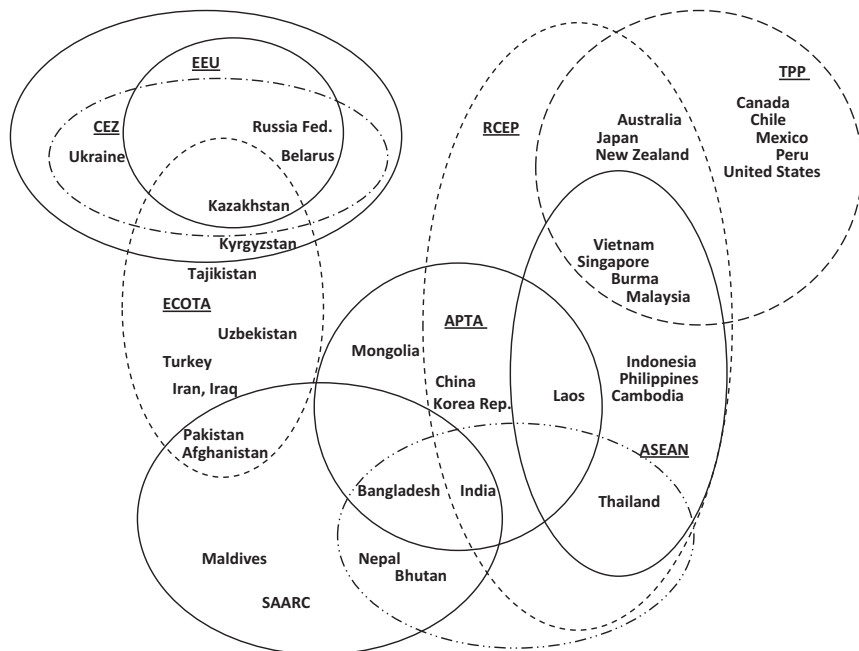 EEU
CEZ
Russia Fed.
Ukraine
Belarus
Kazakhstan
Kyrgyzstan
Tajikistan
ECOTA
Uzbekistan
Turkey
Iran, Iraq
Pakistan
Afghanistan
Maldives
SAARC
Mongolia
APTA
China
Korea Rep.
Bangladesh
India
Nepal
Bhutan
RCEP
Australia
Japan
New Zealand
TPP
Canada
Chile
Mexico
Peru
United States
Vietnam
Singapore
Burma
Malaysia
Indonesia
Philippines
Cambodia
Laos
ASEAN
Thailand